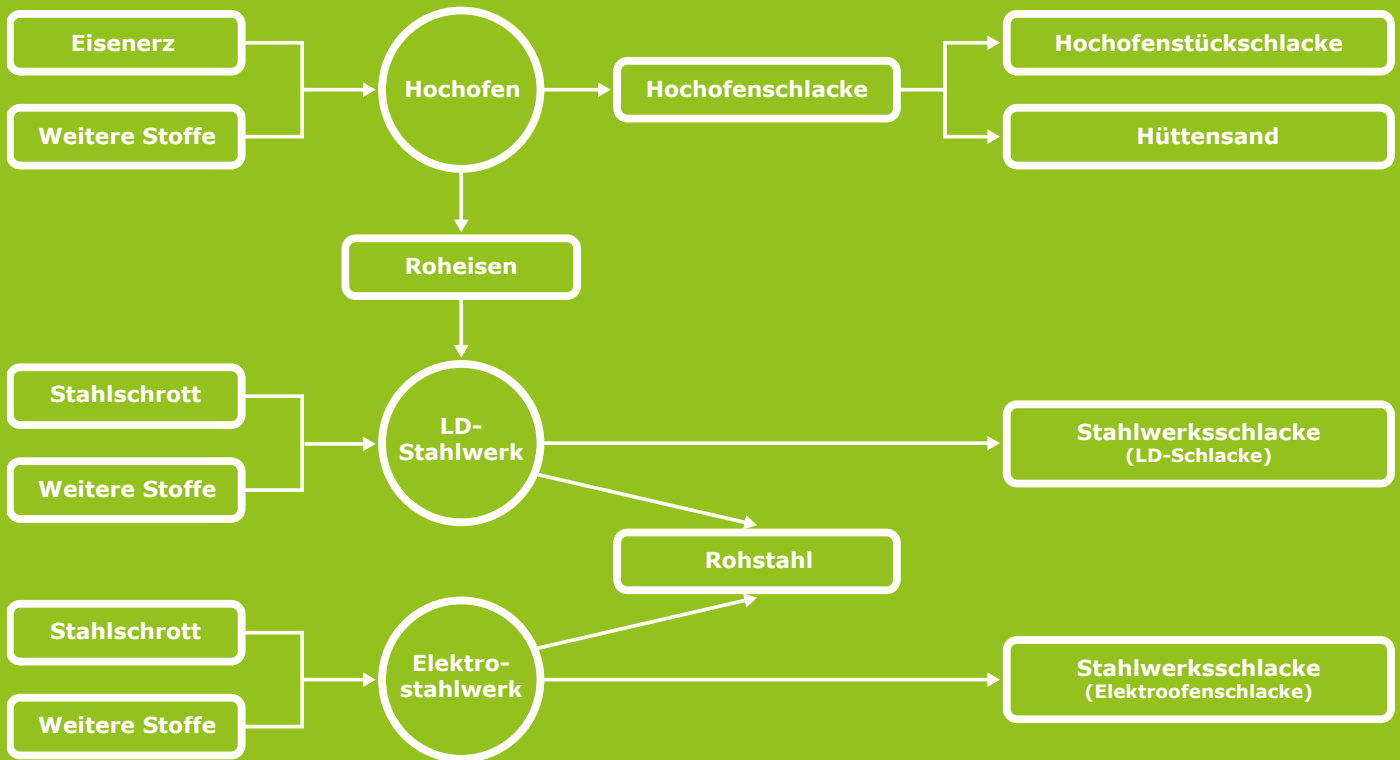 Eisenerz
Hochofenstückschlacke
Hochofen
Hochofenschlacke
Weitere Stoffe
Hüttensand
Roheisen
Stahlschrott
LD-
Stahlwerk
Stahlwerksschlacke
(LD-Schlacke)
Weitere Stoffe
Rohstahl
Stahlschrott
Elektro-
stahlwerk
Stahlwerksschlacke
(Elektroofenschlacke)
Weitere Stoffe